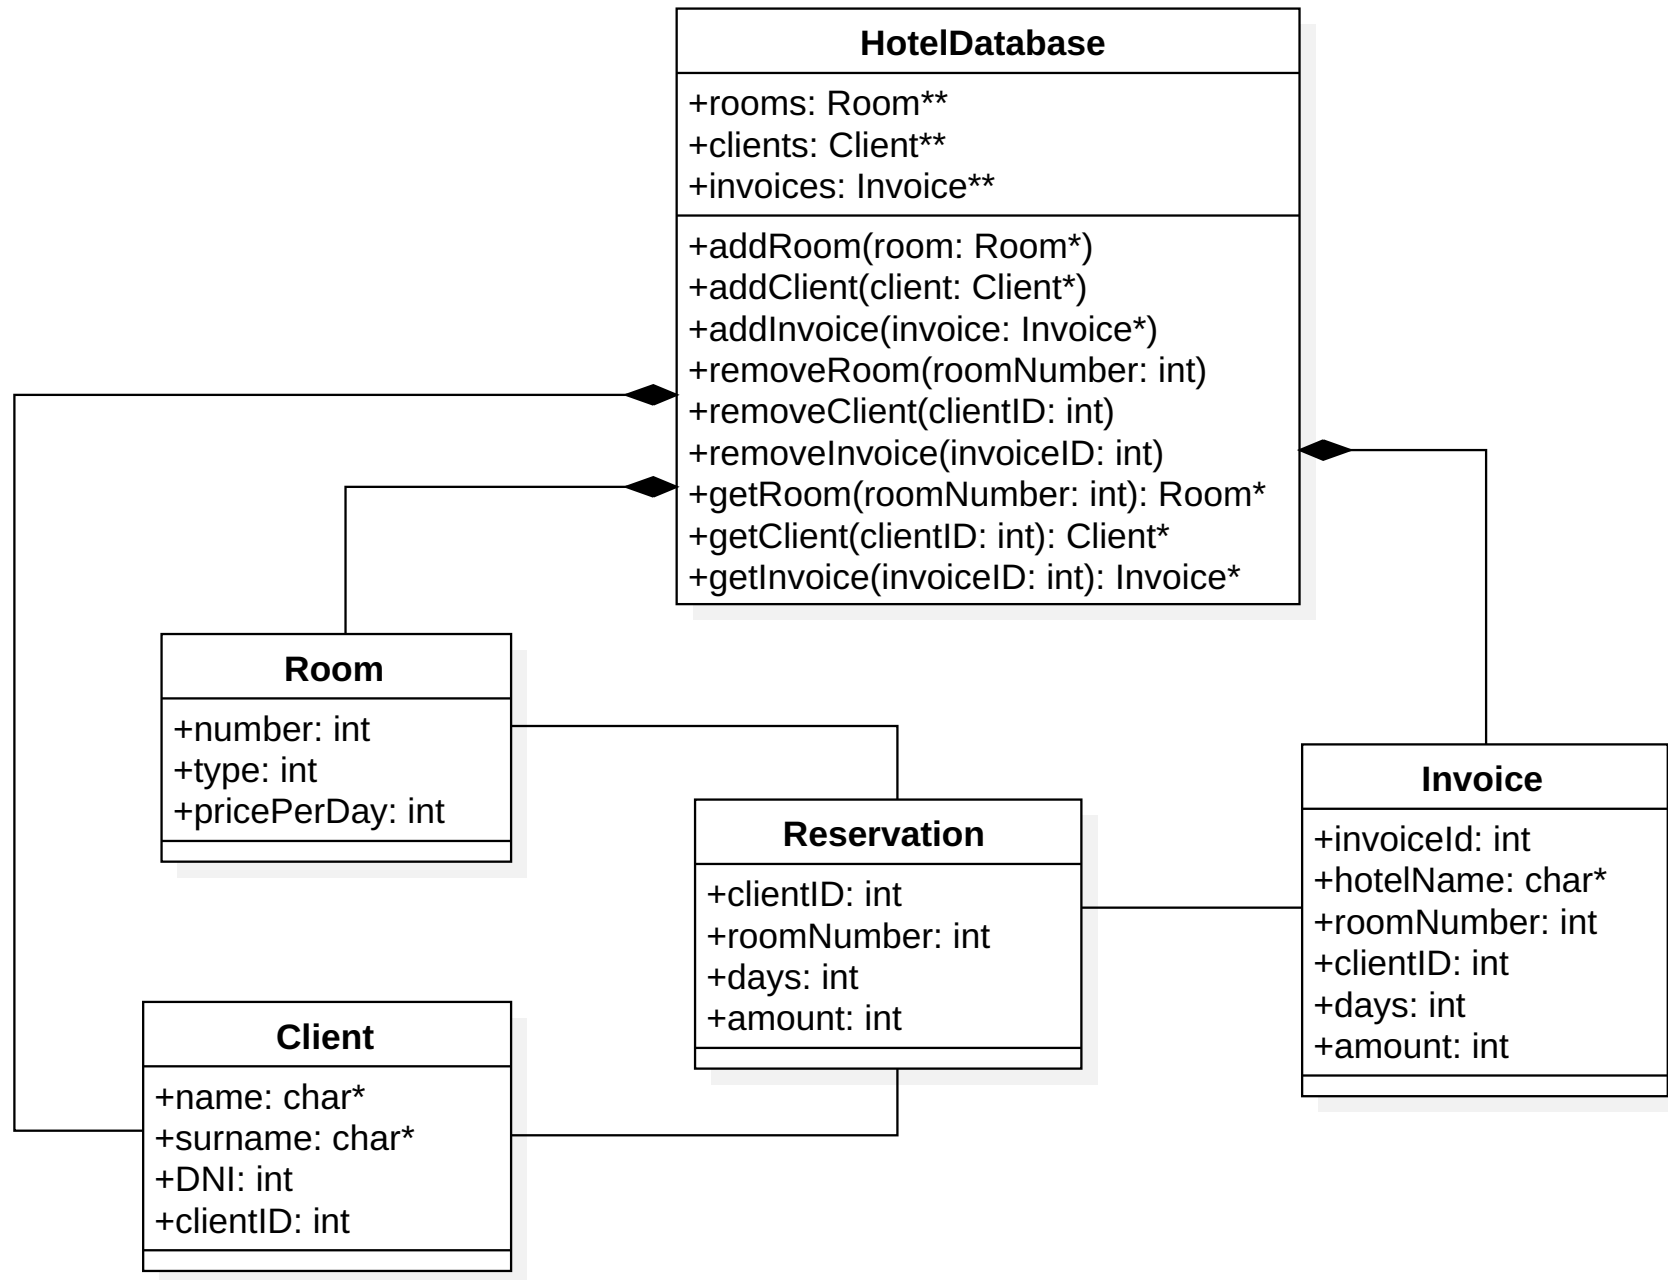 HotelDatabase
+rooms: Room**
+clients: Client**
+invoices: Invoice**
+addRoom(room: Room*)
+addClient(client: Client*)
+addInvoice(invoice: Invoice*)
+removeRoom(roomNumber: int)
+removeClient(clientID: int)
+removeInvoice(invoiceID: int)
+getRoom(roomNumber: int): Room*
+getClient(clientID: int): Client*
+getInvoice(invoiceID: int): Invoice*
Room
+number: int
+type: int
+pricePerDay: int
Reservation
+clientID: int
+roomNumber: int
+days: int
+amount: int
Invoice
+invoiceId: int
+hotelName: char*
+roomNumber: int
+clientID: int
+days: int
+amount: int
Client
+name: char*
+surname: char*
+DNI: int
+clientID: int